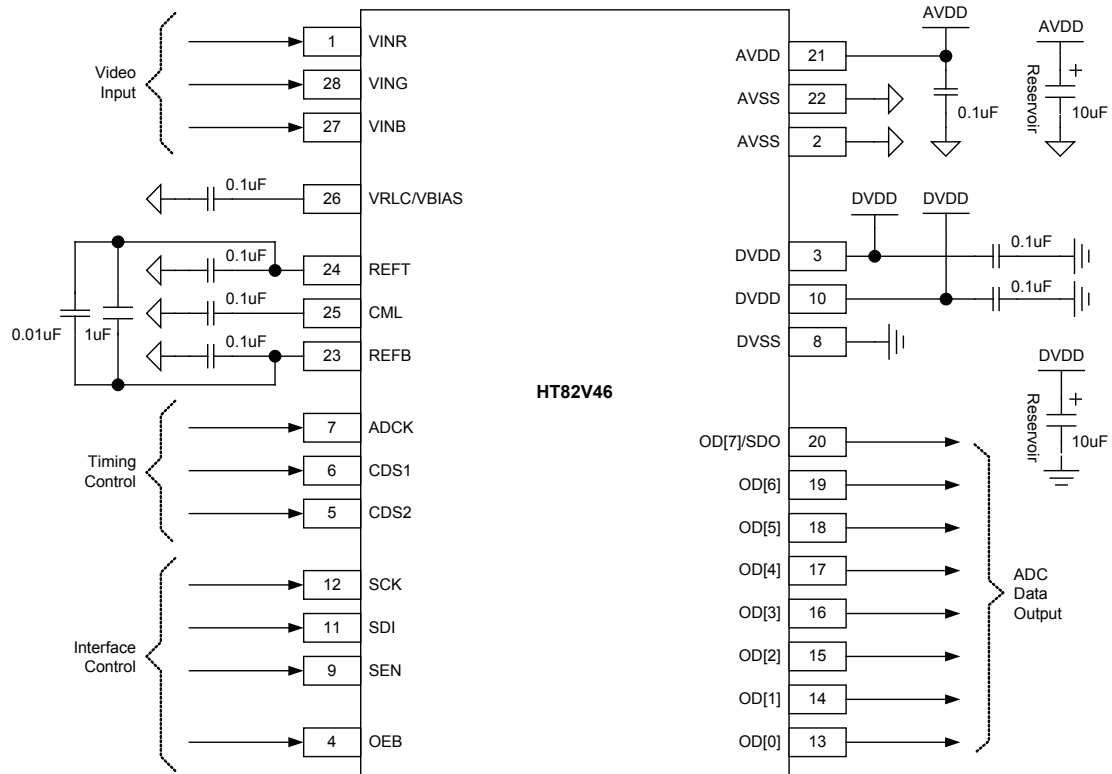 Video
Input
1 VINR
28 VING
27 VINB
0.1uF
26 VRLC/VBIAS
0.1uF
24 REFT
0.1uF
25 CML
0.1uF
23 REFB
0.01uF
1uF
Timing
Control
7 ADCK
6 CDS1
5 CDS2
Interface
Control
12 SCK
11 SDI
9 SEN
4 OEB
HT82V46
AVDD 21
AVSS 22
AVSS 2
AVDD
0.1uF
AVDD
Reservoir
+
10uF
DVDD
DVDD
DVDD 3
0.1uF
DVDD 10
0.1uF
DVSS 8
DVDD
Reservoir
+
10uF
OD[7]/SDO 20
OD[6] 19
OD[5] 18
OD[4] 17
OD[3] 16
OD[2] 15
OD[1] 14
OD[0] 13
ADC
Data
Output